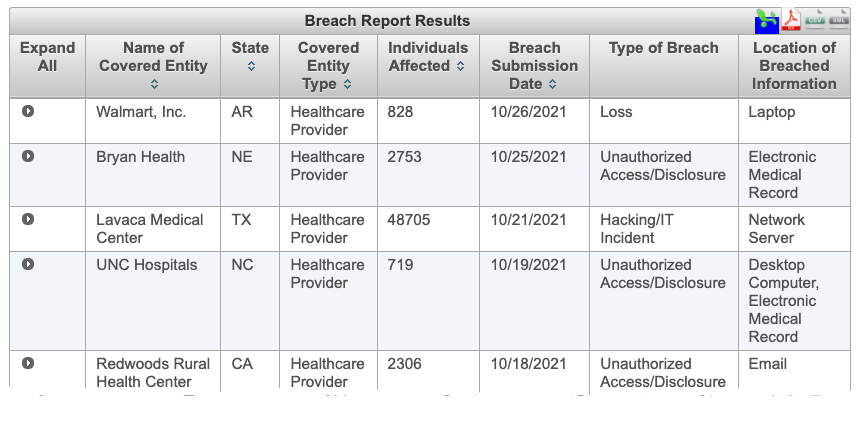 Breach Report Results
Expand All
Name of Covered Entity
State
Covered Entity Type
Individuals Affected
Breach Submission Date
Type of Breach
Location of Breached Information
Walmart, Inc.
AR
Healthcare Provider
828
10/26/2021
Loss
Laptop
Bryan Health
NE
Healthcare Provider
2753
10/25/2021
Unauthorized Access/Disclosure
Electronic Medical Record
Lavaca Medical Center
TX
Healthcare Provider
48705
10/21/2021
Hacking/IT Incident
Network Server
UNC Hospitals
NC
Healthcare Provider
719
10/19/2021
Unauthorized Access/Disclosure
Desktop Computer, Electronic Medical Record
Redwoods Rural Health Center
CA
Healthcare Provider
2306
10/18/2021
Unauthorized Access/Disclosure
Email